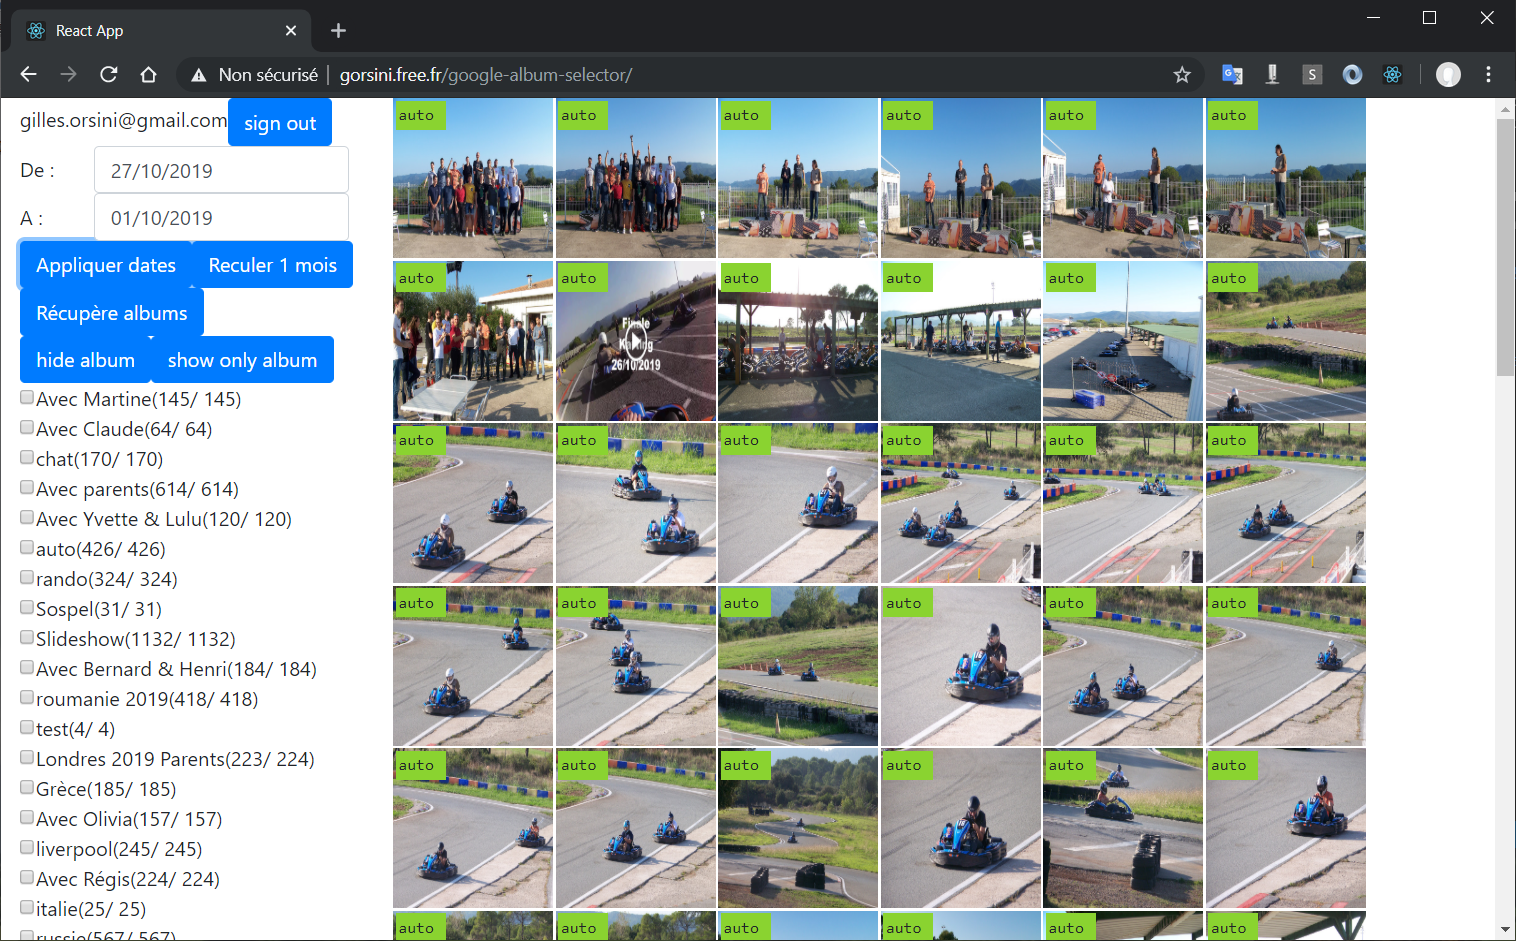 React App
Non sécurisé | gorsini.free.fr/google-album-selector/
S
gilles.orsini@gmail.com sign out
De : 27/10/2019
A : 01/10/2019
Appliquer dates Reculer 1 mois
Récupère albums
hide album show only album
Avec Martine(145/ 145)
Avec Claude(64/ 64)
chat(170/ 170)
Avec parents(614/ 614)
Avec Yvette & Lulu(120/ 120)
auto(426/ 426)
rando(324/ 324)
Sospel(31/ 31)
Slideshow(1132/ 1132)
Avec Bernard & Henri(184/ 184)
roumanie 2019(418/ 418)
test(4/ 4)
Londres 2019 Parents(223/ 224)
Grèce(185/ 185)
Avec Olivia(157/ 157)
liverpool(245/ 245)
Avec Régis(224/ 224)
italie(25/ 25)
russie(567/ 567)
auto auto auto auto auto auto
auto auto auto auto auto auto
Finale
Karting
26/10/2019
auto auto auto auto auto auto
auto auto auto auto auto auto
auto auto auto auto auto auto
auto auto auto auto auto auto